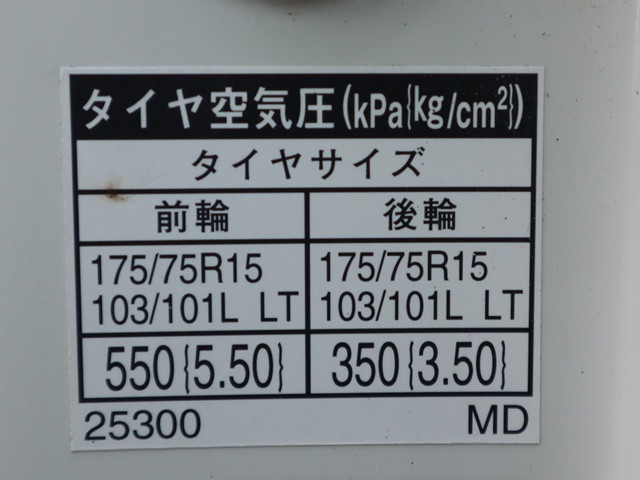 タイヤ空気圧(kPa{kg/cm²})
タイヤサイズ
前輪 後輪
175/75R15 175/75R15
103/101L LT 103/101L LT
550{5.50} 350{3.50}
25300 MD